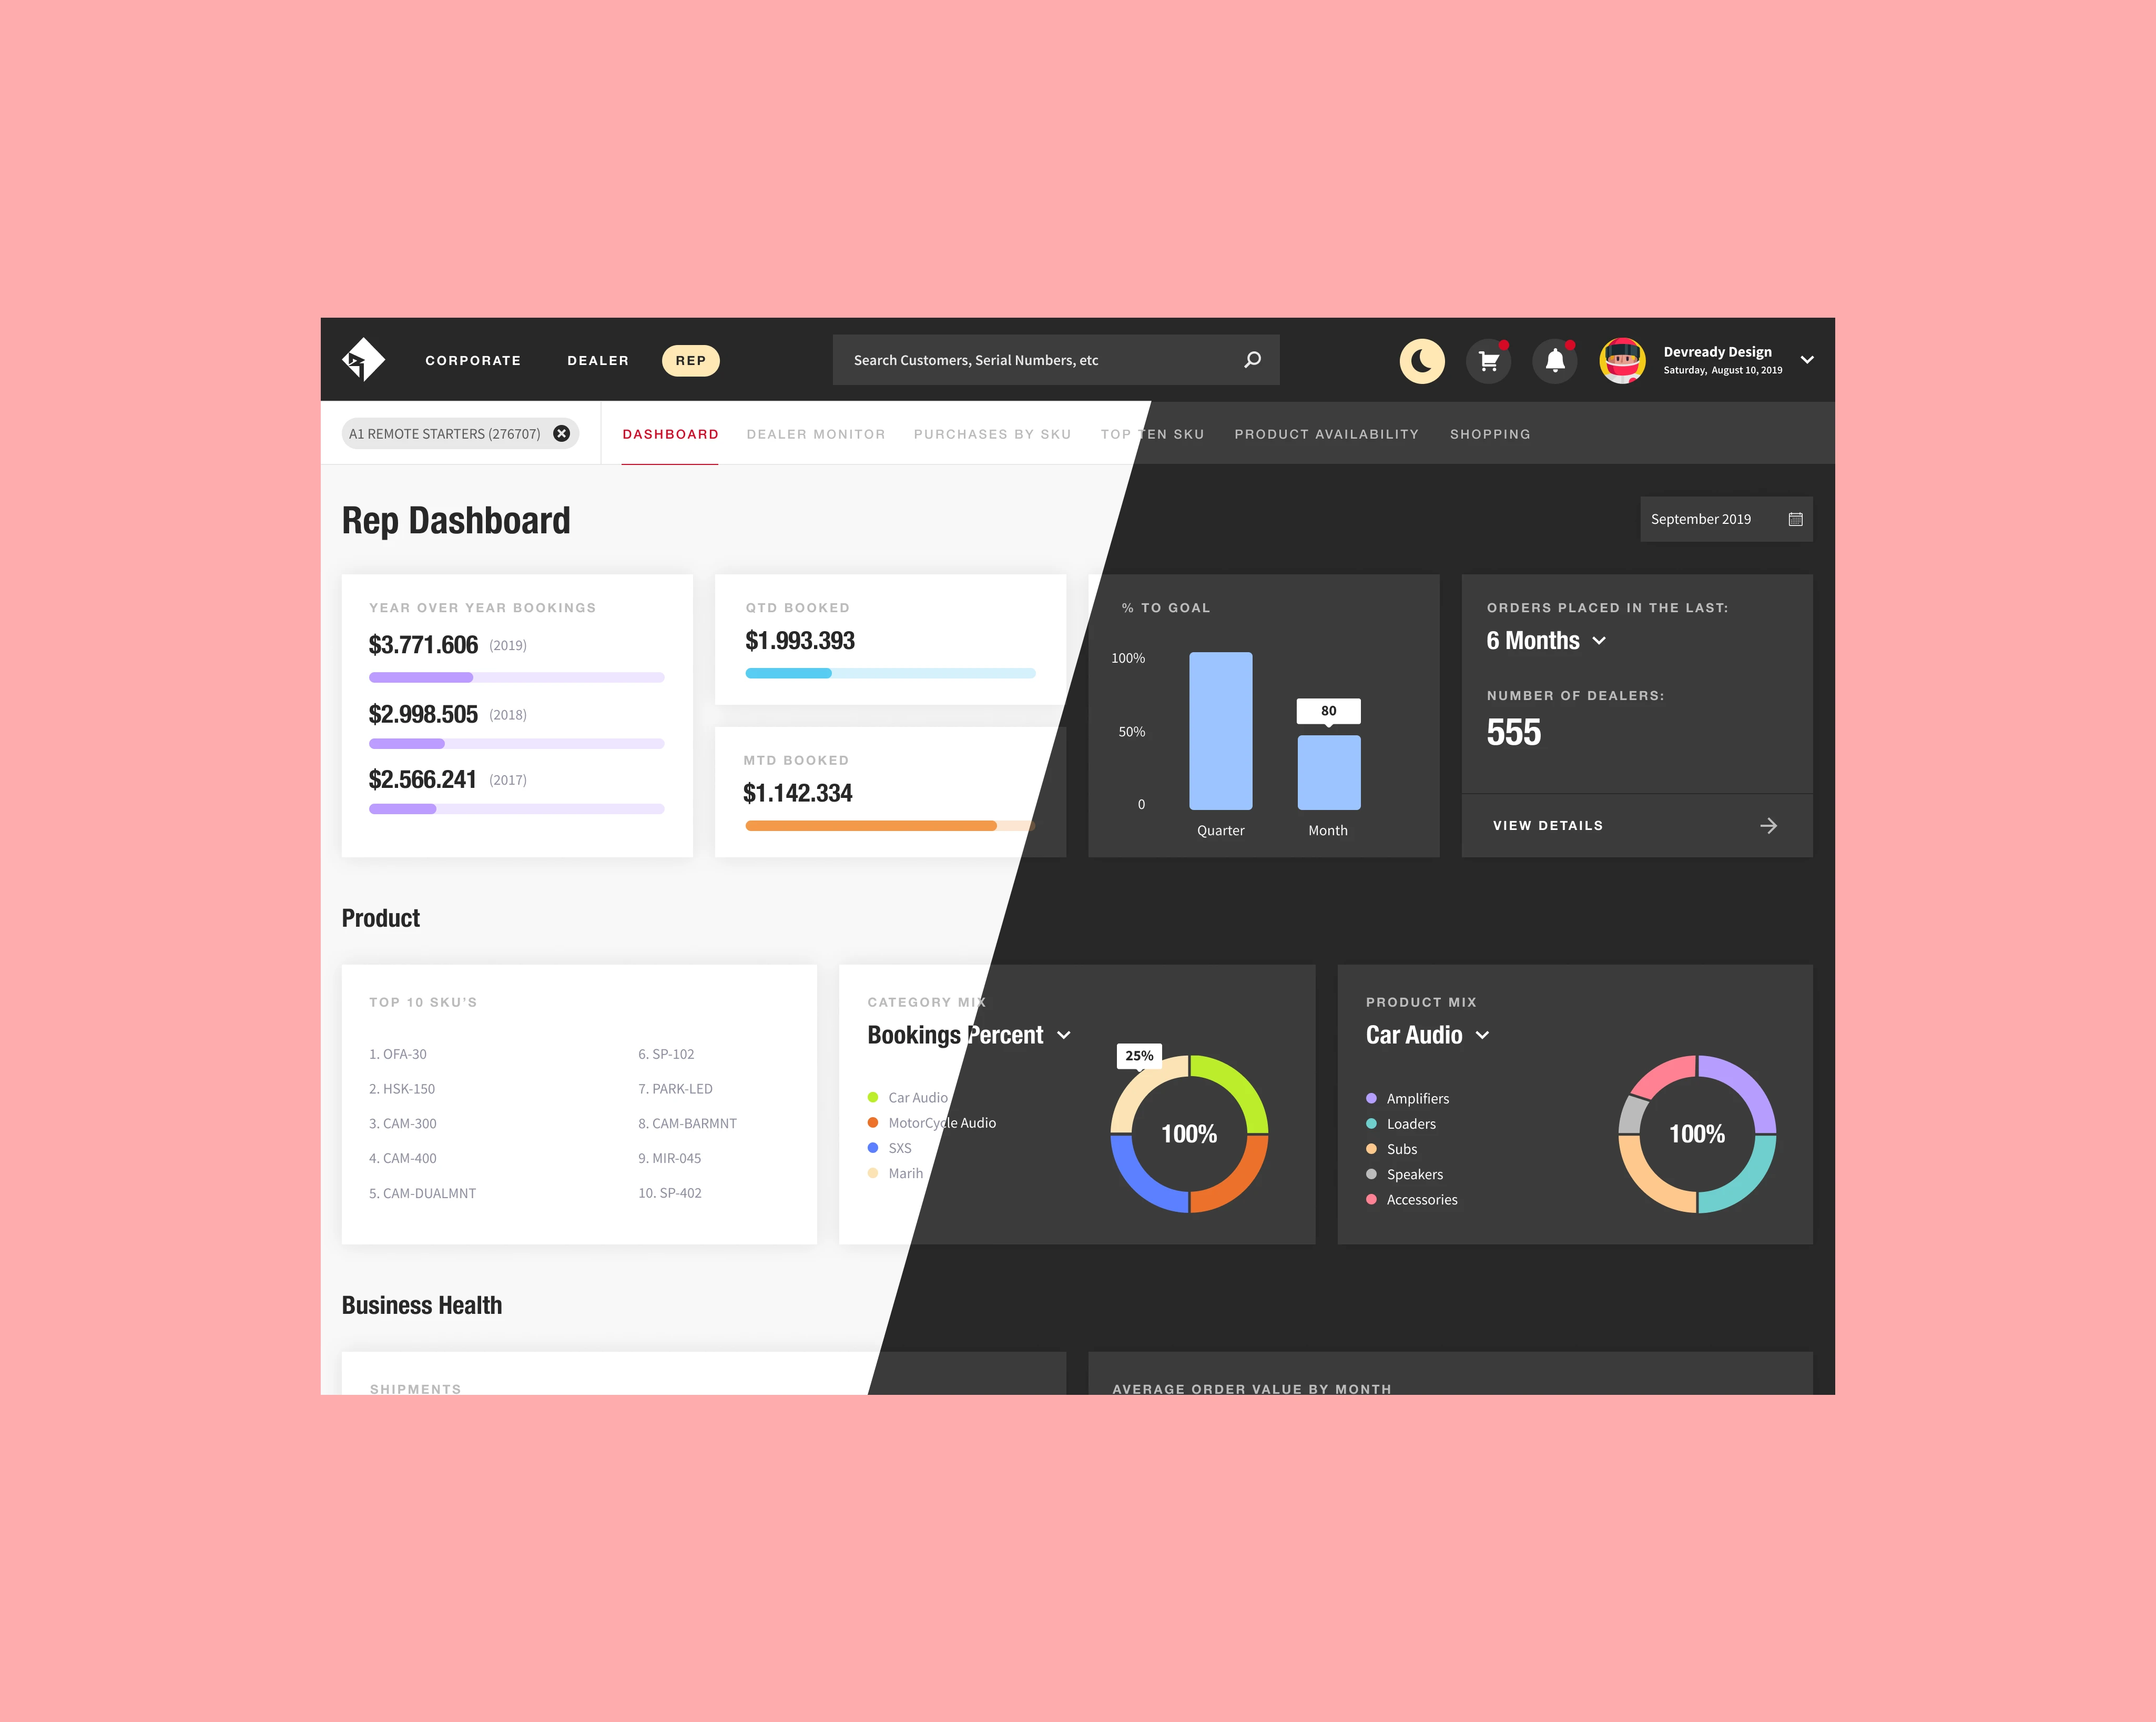 CORPORATE
DEALER
REP
Search Customers, Serial Numbers, etc
Devready Design
Saturday, August 10, 2019
A1 REMOTE STARTERS (276707)
DASHBOARD
DEALER MONITOR
PURCHASES BY SKU
TOP TEN SKU
PRODUCT AVAILABILITY
SHOPPING
Rep Dashboard
September 2019
YEAR OVER YEAR BOOKINGS
$3.771.606 (2019)
$2.998.505 (2018)
$2.566.241 (2017)
QTD BOOKED
$1.993.393
MTD BOOKED
$1.142.334
% TO GOAL
100%
50%
0
80
Quarter
Month
ORDERS PLACED IN THE LAST:
6 Months
NUMBER OF DEALERS:
555
VIEW DETAILS
Product
TOP 10 SKU'S
1. OFA-30
2. HSK-150
3. CAM-300
4. CAM-400
5. CAM-DUALMNT
6. SP-102
7. PARK-LED
8. CAM-BARMNT
9. MIR-045
10. SP-402
CATEGORY MIX
Bookings Percent
Car Audio
MotorCycle Audio
SXS
Marih
25%
100%
PRODUCT MIX
Car Audio
Amplifiers
Loaders
Subs
Speakers
Accessories
100%
Business Health
SHIPMENTS
AVERAGE ORDER VALUE BY MONTH